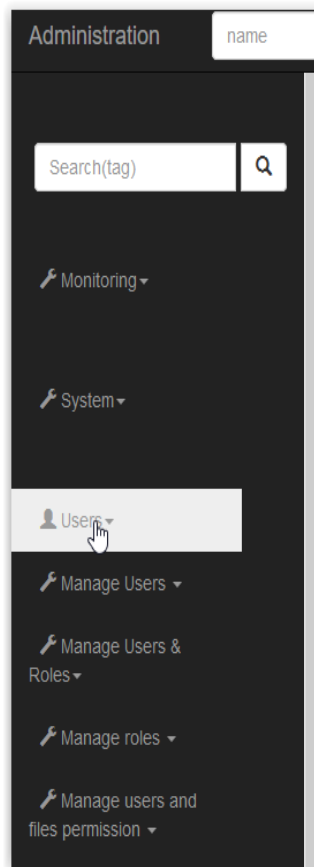 Administration
name
Search(tag)
Monitoring
System
Users
Manage Users
Manage Users &
Roles
Manage roles
Manage users and
files permission